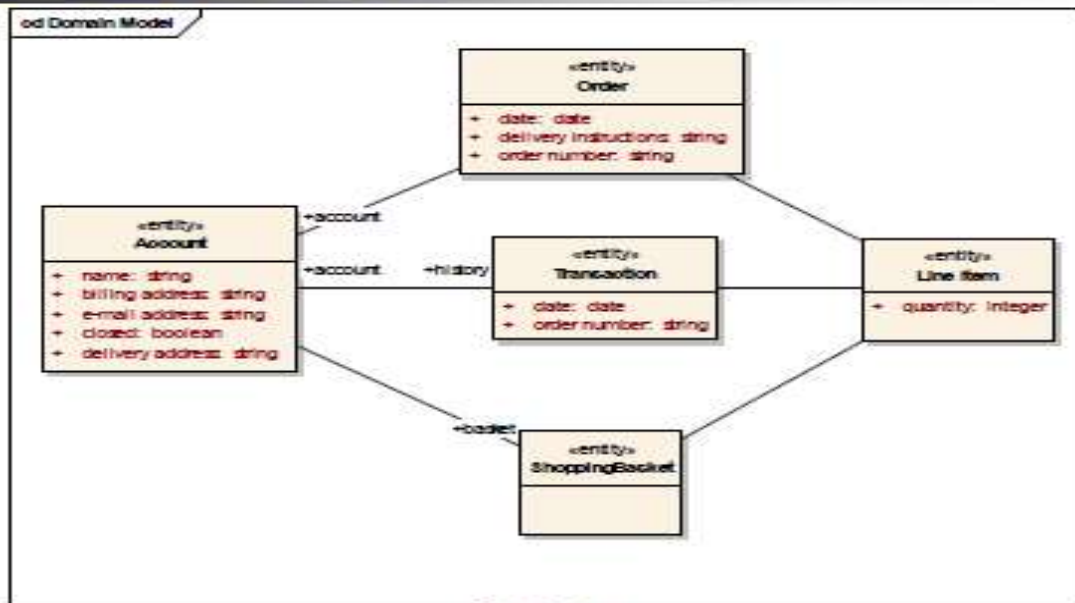 od Domain Model
«entity»
Order
+ date: date
+ delivery instructions: string
+ order number: string
+account
«entity»
Account
+ name: string
+ billing address: string
+ e-mail address: string
+ closed: boolean
+ delivery address: string
+account
+history
«entity»
Transaction
+ date: date
+ order number: string
«entity»
Line Item
+ quantity: integer
+basket
«entity»
ShoppingBasket